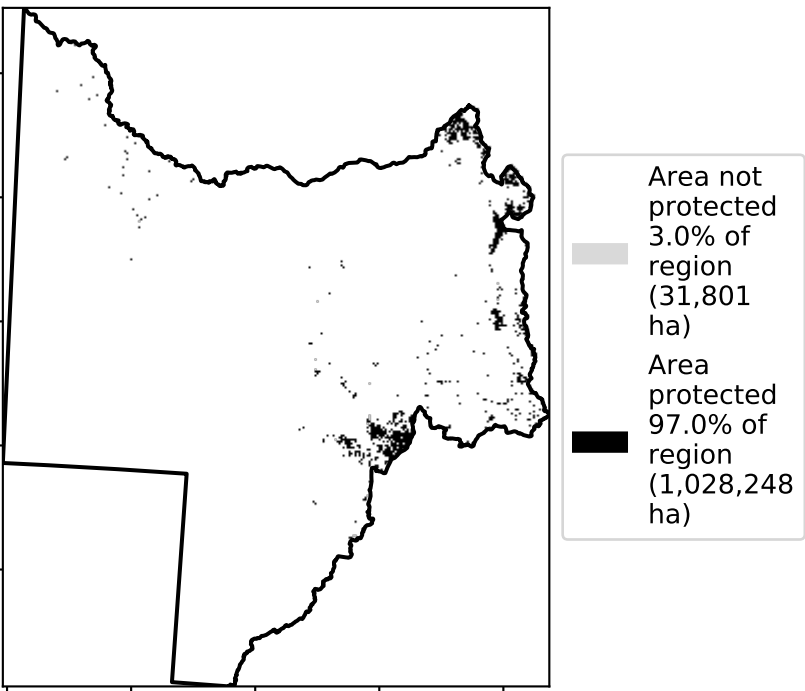 Area not
protected
3.0% of
region
(31,801
ha)
Area
protected
97.0% of
region
(1,028,248
ha)